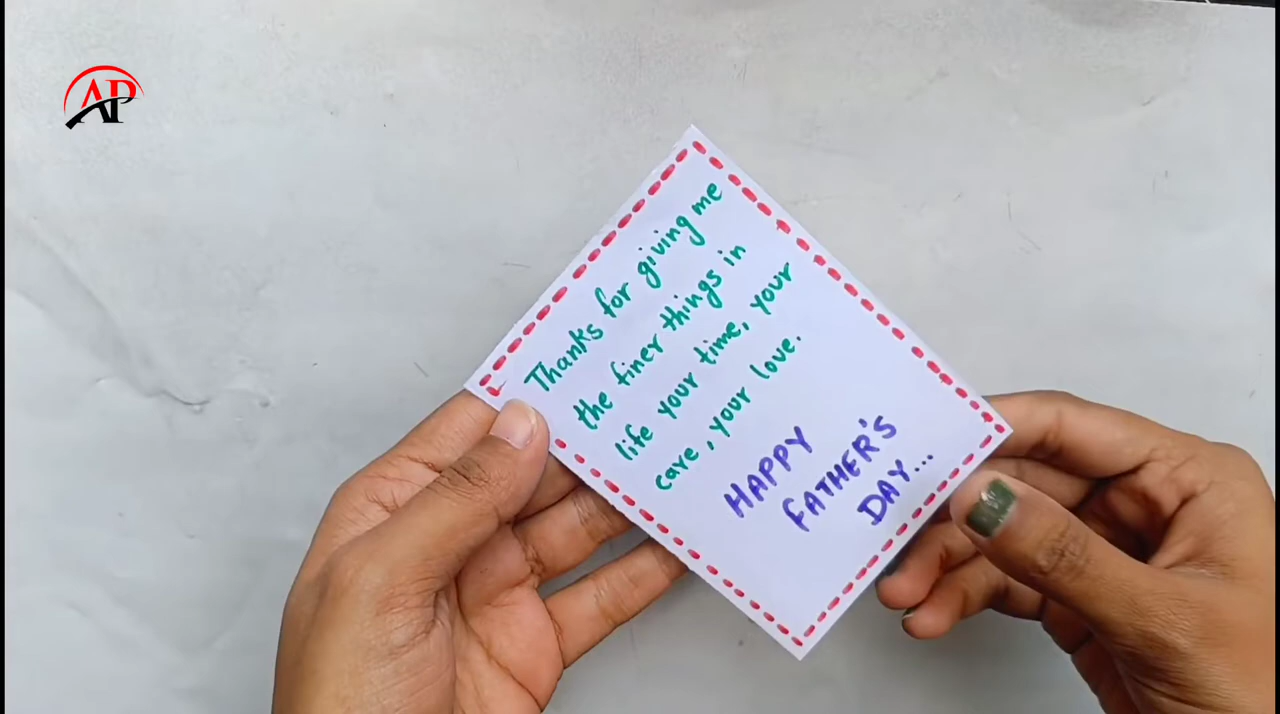 AP
Thanks for giving me
the finer things in
life your time, your
care, your love.
HAPPY
FATHER'S
DAY...